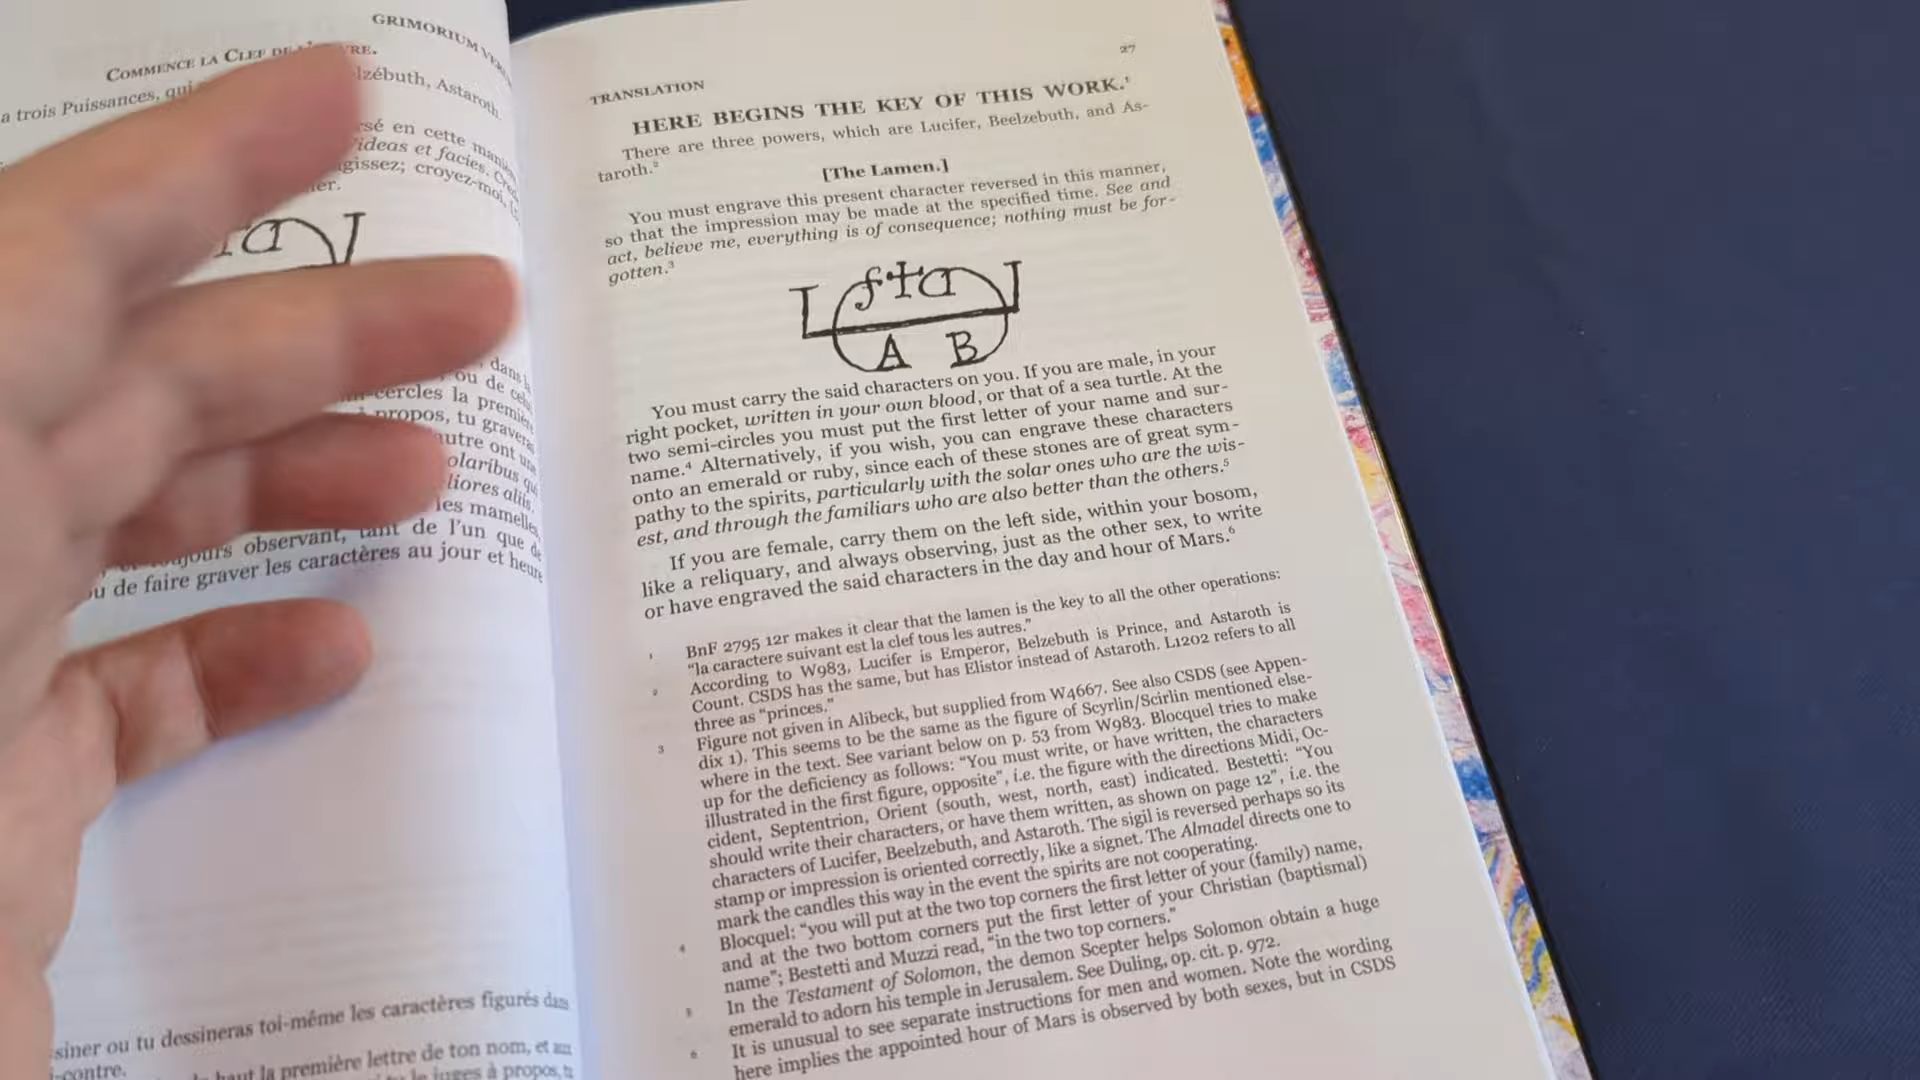 GRIMORIUM
COMMENCE LA CLEF DE
a trois Puissances, qui lzébuth, Astaroth.
sé en cette
ideas et facies.
gissez; croyez-moi,
dans
ou de
cercles la
propos, tu
autre ont
olaribus
liores aliis.
les mamelles,
toujours observant, tant de l'un que
de faire graver les caractères au jour et heure
siner ou tu dessineras toi-même les caractères figurés
contre.
haut la première lettre de ton nom, et
le juges à propos,
27
TRANSLATION
HERE BEGINS THE KEY OF THIS WORK.¹
There are three powers, which are Lucifer, Beelzebuth, and As-
taroth.²
[The Lamen.]
You must engrave this present character reversed in this manner,
so that the impression may be made at the specified time. See and
act, believe me, everything is of consequence; nothing must be for-
gotten.³
A B
You must carry the said characters on you. If you are male, in your
right pocket, written in your own blood, or that of a sea turtle. At the
two semi-circles you must put the first letter of your name and sur-
name.⁴ Alternatively, if you wish, you can engrave these characters
onto an emerald or ruby, since each of these stones are of great sym-
pathy to the spirits, particularly with the solar ones who are the wis-
est, and through the familiars who are also better than the others.⁵
If you are female, carry them on the left side, within your bosom,
like a reliquary, and always observing, just as the other sex, to write
or have engraved the said characters in the day and hour of Mars.⁶
1 BnF 2795 12r makes it clear that the lamen is the key to all the other operations:
"la caractere suivant est la clef tous les autres."
2 According to W983, Lucifer is Emperor, Belzebuth is Prince, and Astaroth is
Count. CSDS has the same, but has Elistor instead of Astaroth. L1202 refers to all
three as "princes."
3 Figure not given in Alibeck, but supplied from W4667. See also CSDS (see Appen-
dix 1). This seems to be the same as the figure of Scyrlin/Scirlin mentioned else-
where in the text. See variant below on p. 53 from W983. Blocquel tries to make
up for the deficiency as follows: "You must write, or have written, the characters
illustrated in the first figure, opposite", i.e. the figure with the directions Midi, Oc-
cident, Septentrion, Orient (south, west, north, east) indicated. Bestetti: "You
should write their characters, or have them written, as shown on page 12", i.e. the
characters of Lucifer, Beelzebuth, and Astaroth. The sigil is reversed perhaps so its
stamp or impression is oriented correctly, like a signet. The Almadel directs one to
mark the candles this way in the event the spirits are not cooperating.
4 Blocquel: "you will put at the two top corners the first letter of your (family) name,
and at the two bottom corners put the first letter of your Christian (baptismal)
name"; Bestetti and Muzzi read, "in the two top corners."
5 In the Testament of Solomon, the demon Scepter helps Solomon obtain a huge
emerald to adorn his temple in Jerusalem. See Duling, op. cit. p. 972.
6 It is unusual to see separate instructions for men and women. Note the wording
here implies the appointed hour of Mars is observed by both sexes, but in CSDS